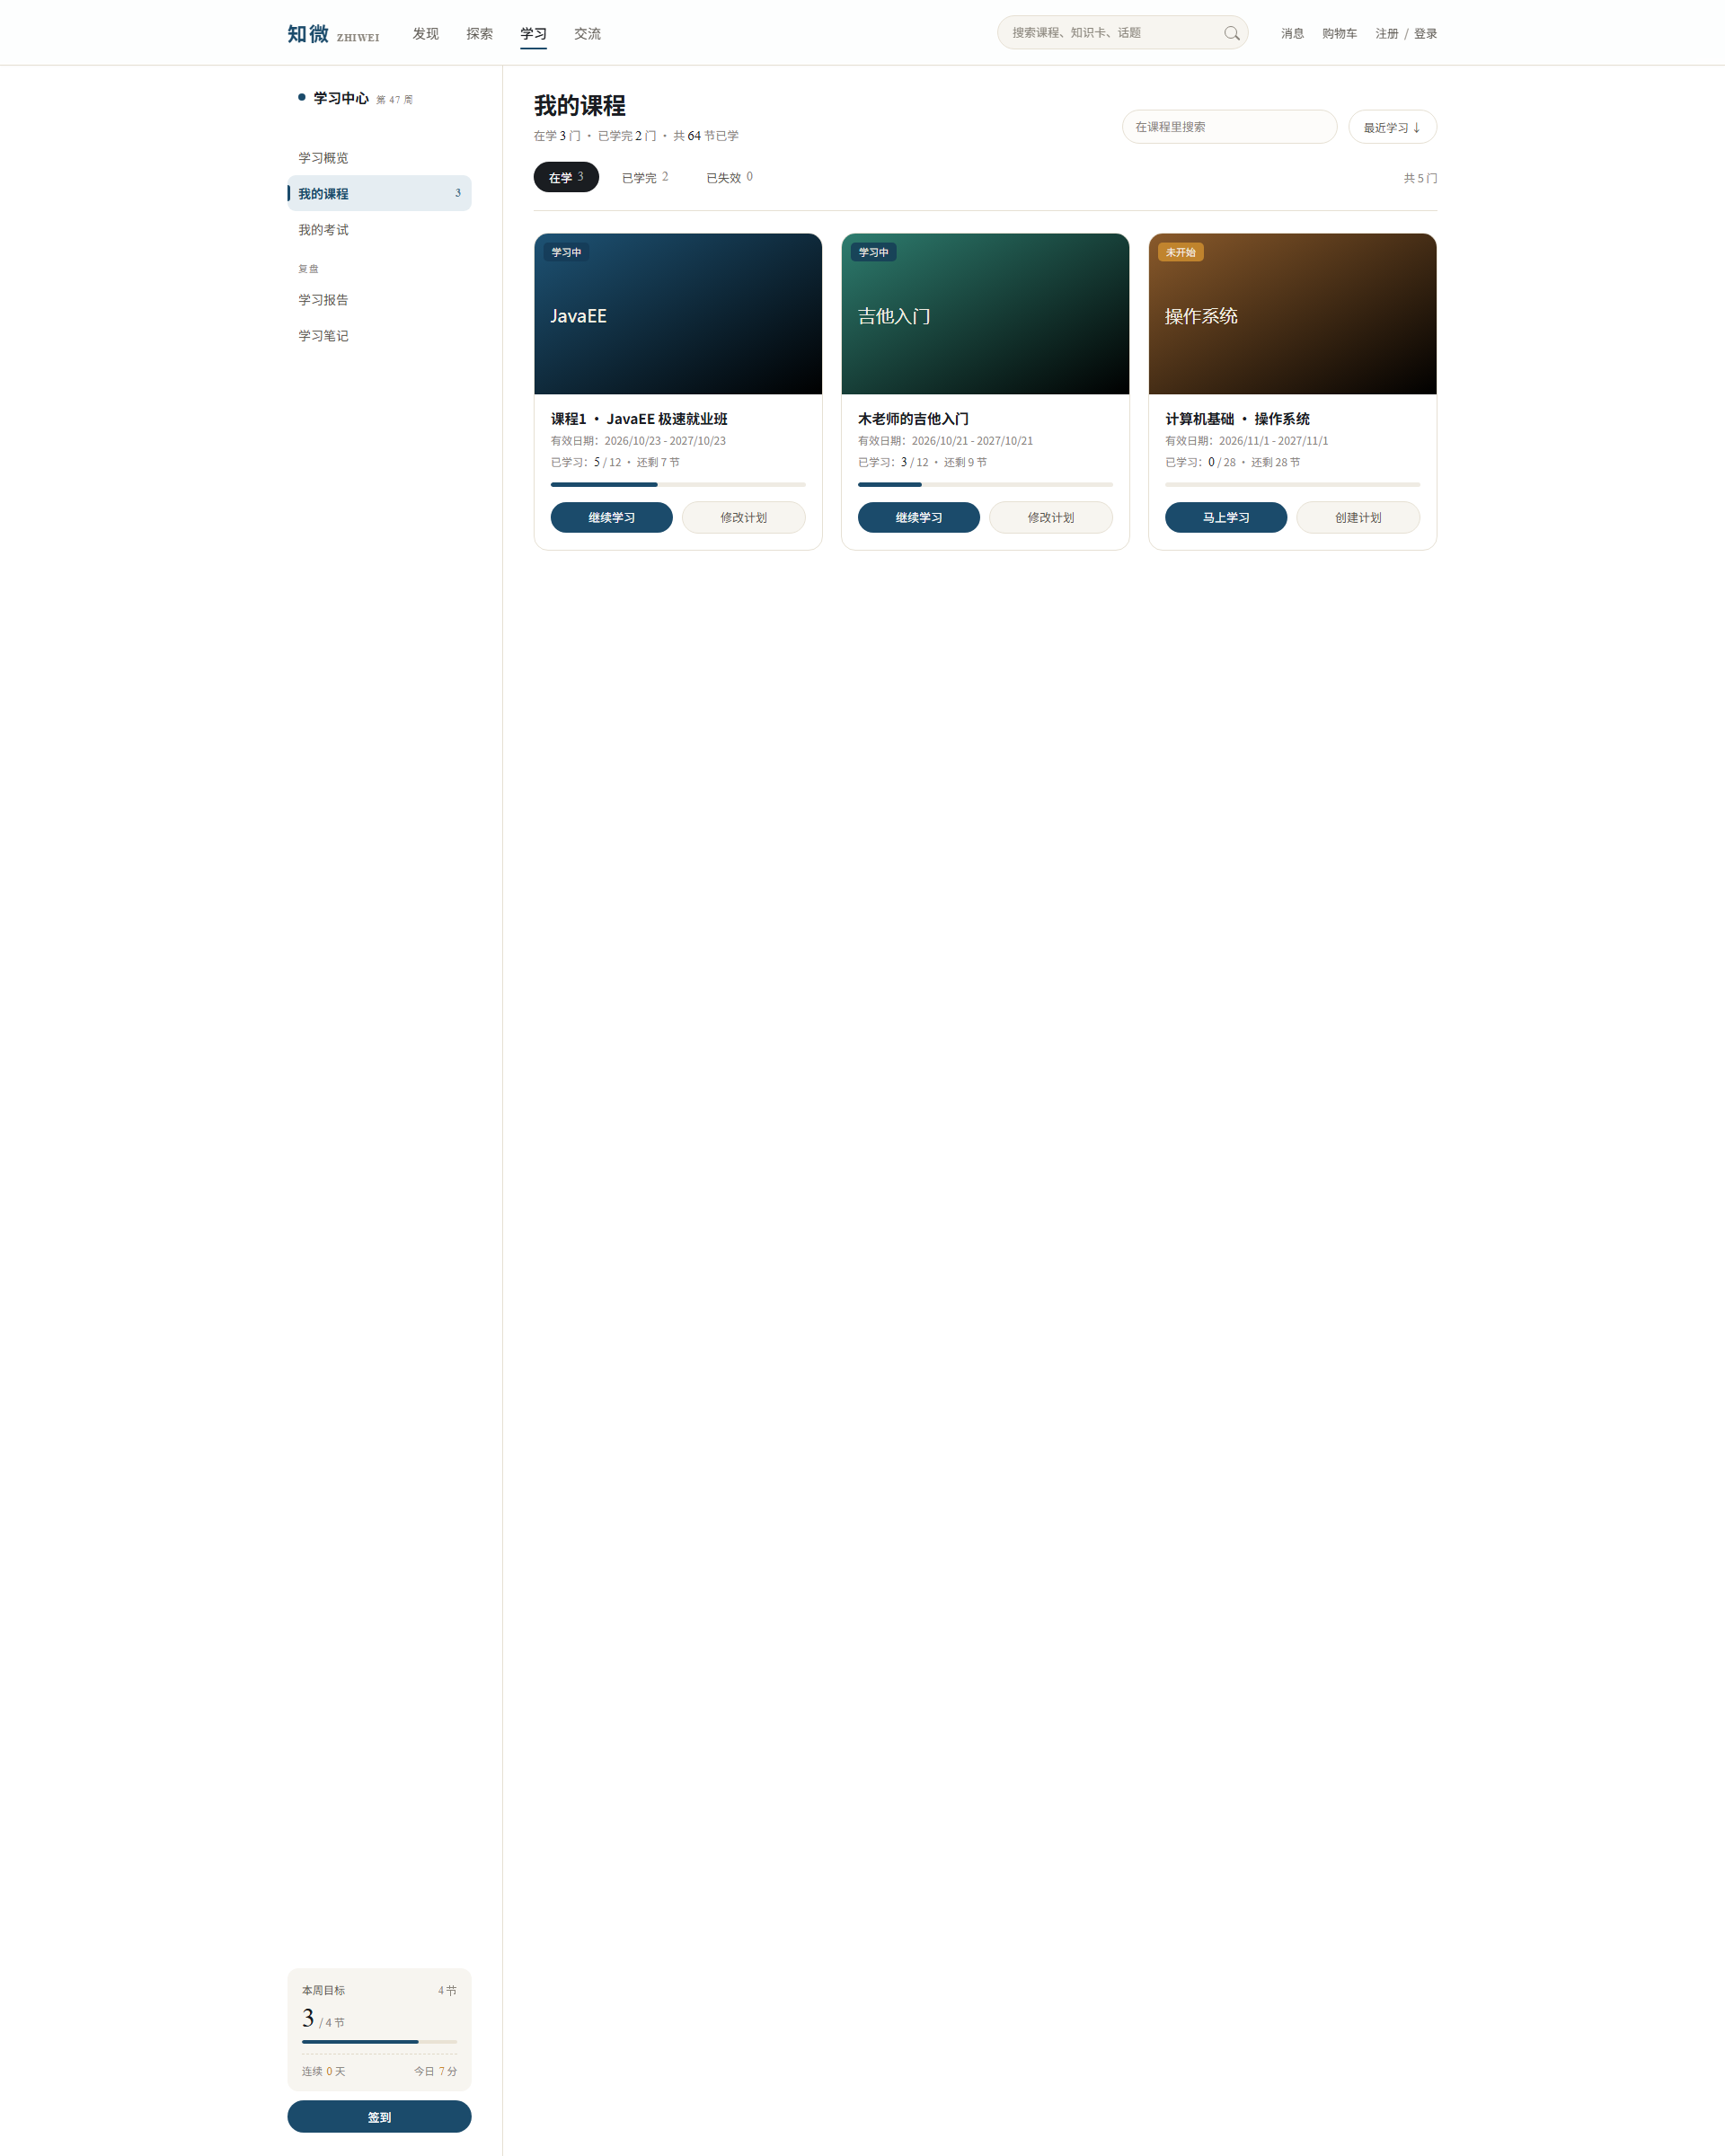 知微 ZHIWEI 发现 探索 学习 交流 搜索课程、知识卡、话题 消息 购物车 注册 / 登录
学习中心 第 47 周
学习概览
我的课程 3
我的考试
复盘
学习报告
学习笔记
我的课程
在学 3 门 · 已学完 2 门 · 共 64 节已学
在课程里搜索 最近学习 ↓
在学 3 已学完 2 已失效 0 共 5 门
学习中
JavaEE
课程1 · JavaEE 极速就业班
有效日期：2026/10/23 - 2027/10/23
已学习：5 / 12 · 还剩 7 节
继续学习 修改计划
学习中
吉他入门
木老师的吉他入门
有效日期：2026/10/21 - 2027/10/21
已学习：3 / 12 · 还剩 9 节
继续学习 修改计划
未开始
操作系统
计算机基础 · 操作系统
有效日期：2026/11/1 - 2027/11/1
已学习：0 / 28 · 还剩 28 节
马上学习 创建计划
本周目标 4 节
3 / 4 节
连续 0 天 今日 7 分
签到